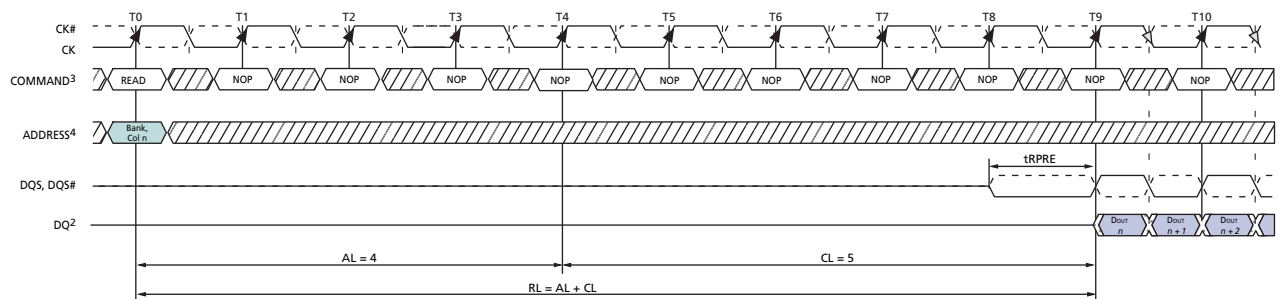 T0 T1 T2 T3 T4 T5 T6 T7 T8 T9 T10
CK#
CK
COMMAND3 READ NOP NOP NOP NOP NOP NOP NOP NOP NOP NOP
ADDRESS4 Bank,
Col n
tRPRE
DQS, DQS#
DQ2 DOUT n DOUT n + 1 DOUT n + 2
AL = 4 CL = 5
RL = AL + CL